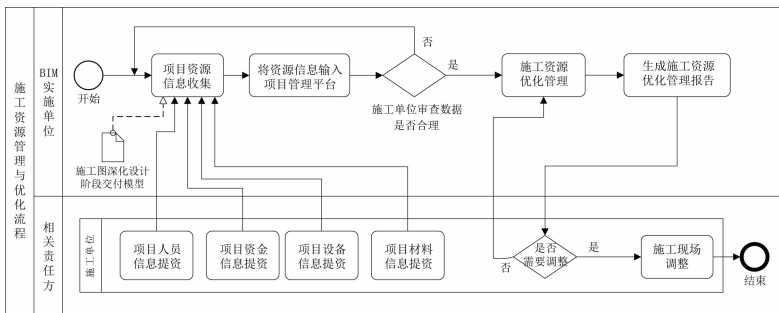 施工资源管理与优化流程
BIM
实施单位
开始
项目资源
信息收集
将资源信息输入
项目管理平台
否
是
施工单位审查数据
是否合理
施工资源
优化管理
生成施工资源
优化管理报告
施工图深化设计
阶段交付模型
相关责任方
施工单位
项目人员
信息提资
项目资金
信息提资
项目设备
信息提资
项目材料
信息提资
否
是否
需要调整
是
施工现场
调整
结束